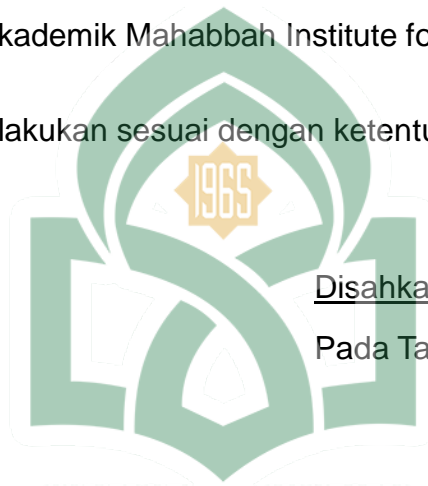 kademik Mahabbah Institute fo
lakukan sesuai dengan ketentu
1965
Disahka
Pada Ta